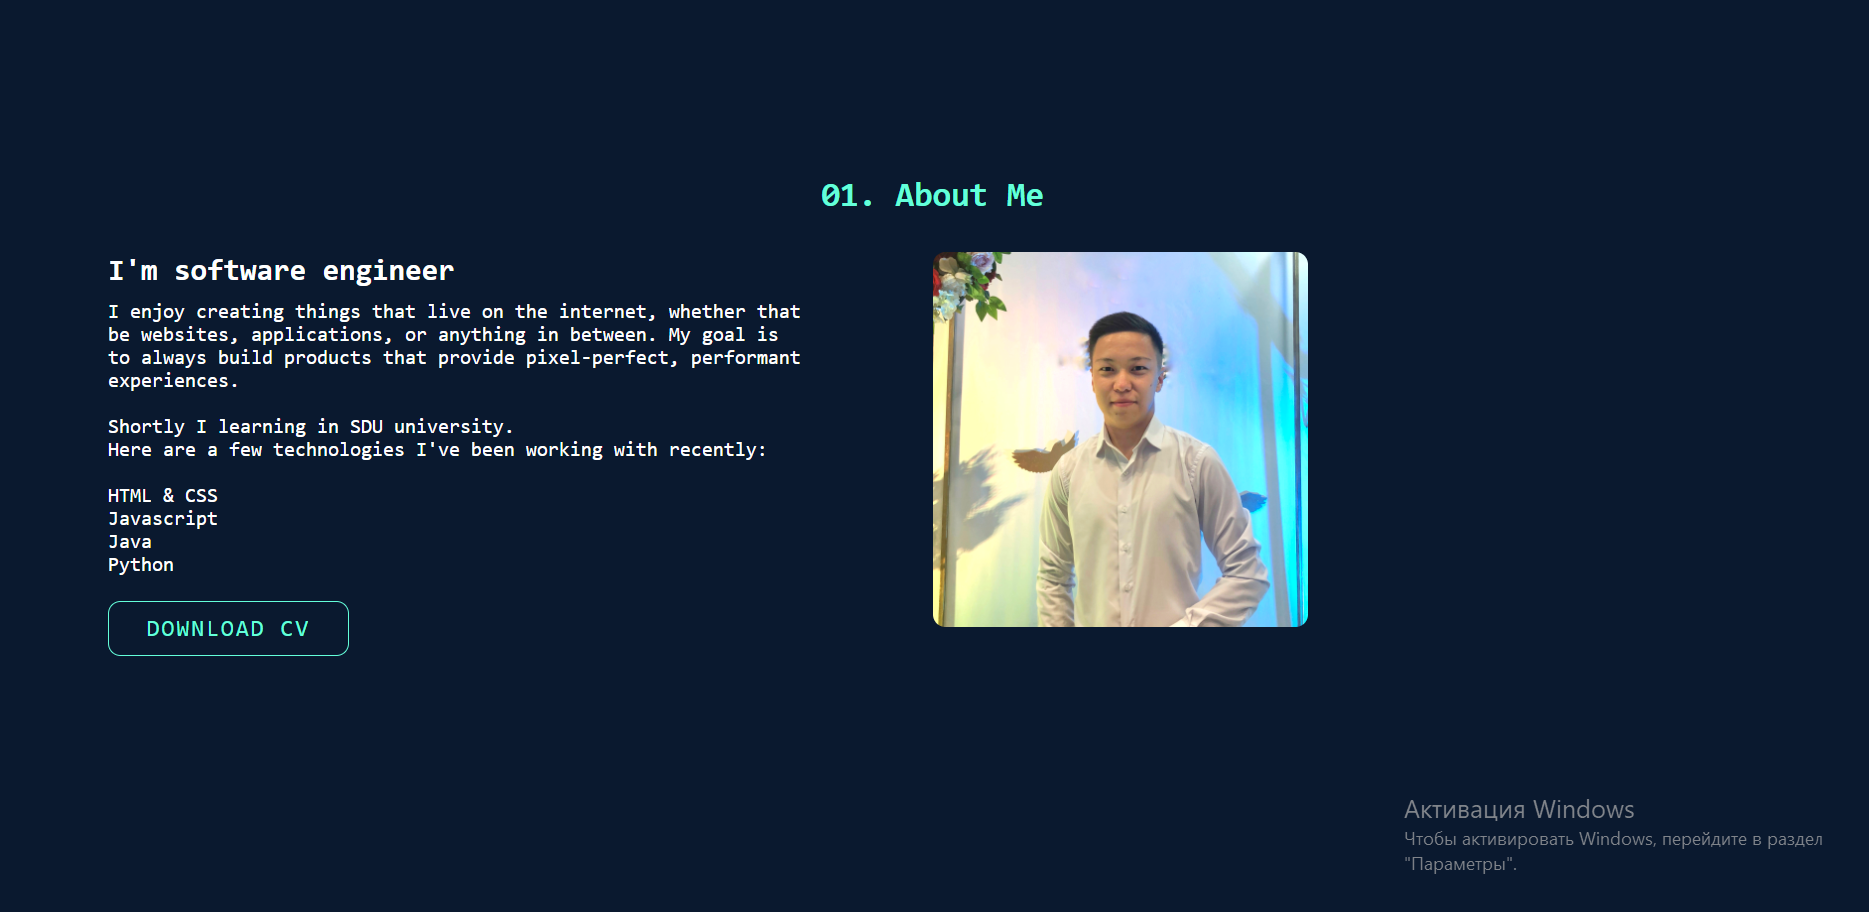 01. About Me
I'm software engineer
I enjoy creating things that live on the internet, whether that
be websites, applications, or anything in between. My goal is
to always build products that provide pixel-perfect, performant
experiences.
Shortly I learning in SDU university.
Here are a few technologies I've been working with recently:
HTML & CSS
Javascript
Java
Python
DOWNLOAD CV
Активация Windows
Чтобы активировать Windows, перейдите в раздел
"Параметры".